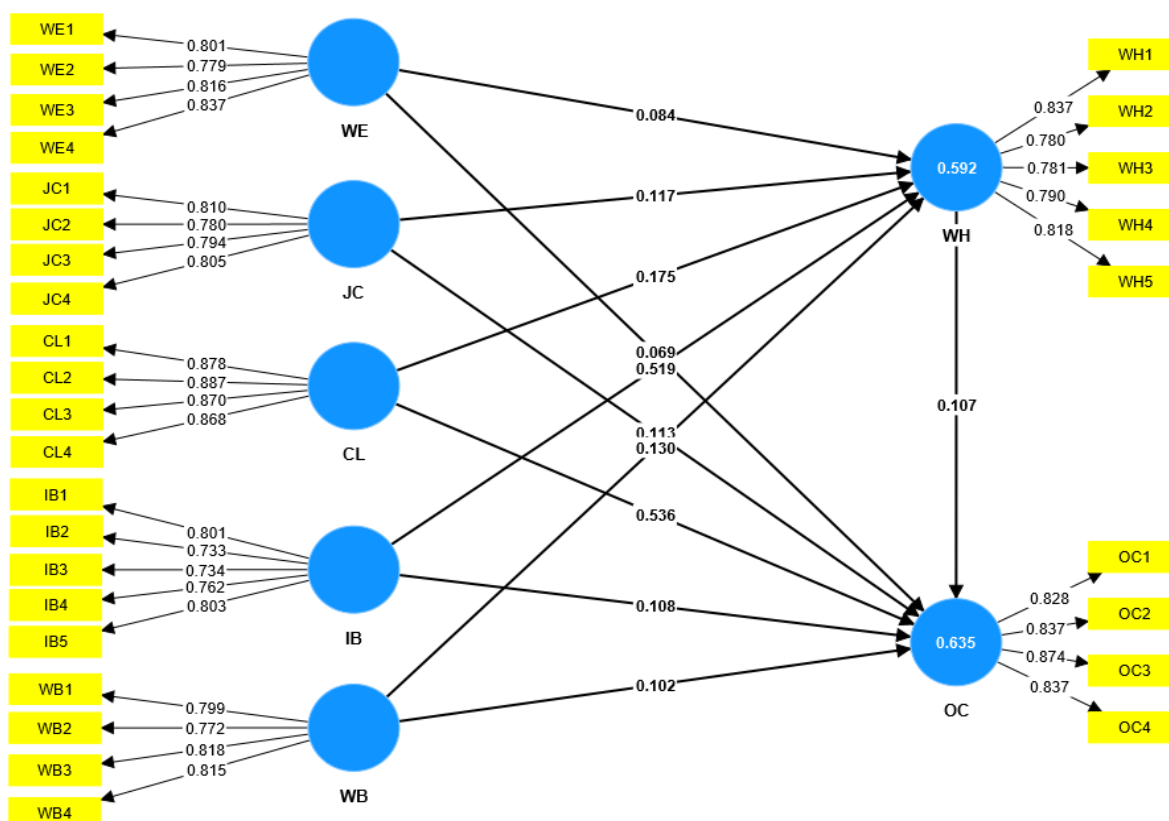 WE1
WE2
WE3
WE4
0.801
0.779
0.816
0.837
WE
JC1
JC2
JC3
JC4
0.810
0.780
0.794
0.805
JC
CL1
CL2
CL3
CL4
0.878
0.887
0.870
0.868
CL
IB1
IB2
IB3
IB4
IB5
0.801
0.733
0.734
0.762
0.803
IB
WB1
WB2
WB3
WB4
0.799
0.772
0.818
0.815
WB
0.084
0.117
0.175
0.069
0.519
0.113
0.130
0.536
0.108
0.102
0.592
WH
0.107
0.635
OC
0.837
0.780
0.781
0.790
0.818
WH1
WH2
WH3
WH4
WH5
0.828
0.837
0.874
0.837
OC1
OC2
OC3
OC4